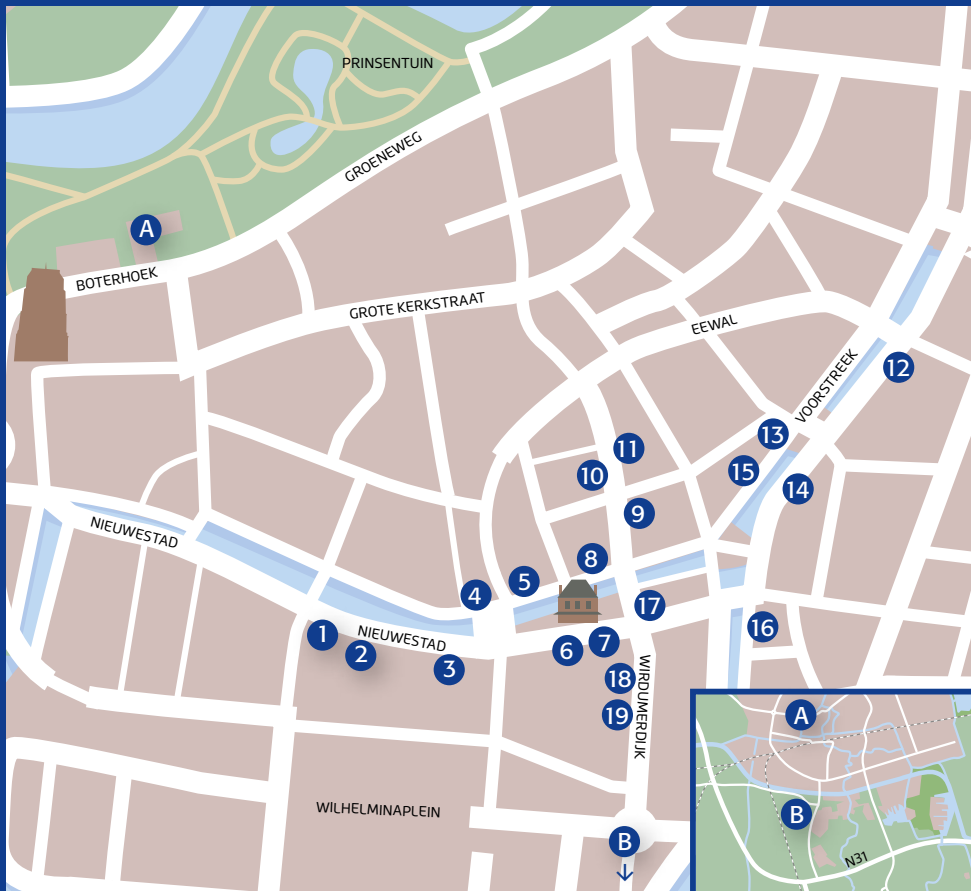 PRINSENTUIN
GROENEWEG
A
BOTERHOEK
GROTE KERKSTRAAT
EEWAL
VOORSTREEK
12
13
11
15
10
14
9
NIEUWESTAD
8
5
4
17
16
1
NIEUWESTAD
7
2
6
3
18
WIRDUMERDIJK
19
A
WILHELMINAPLEIN
B
B
↓
N31